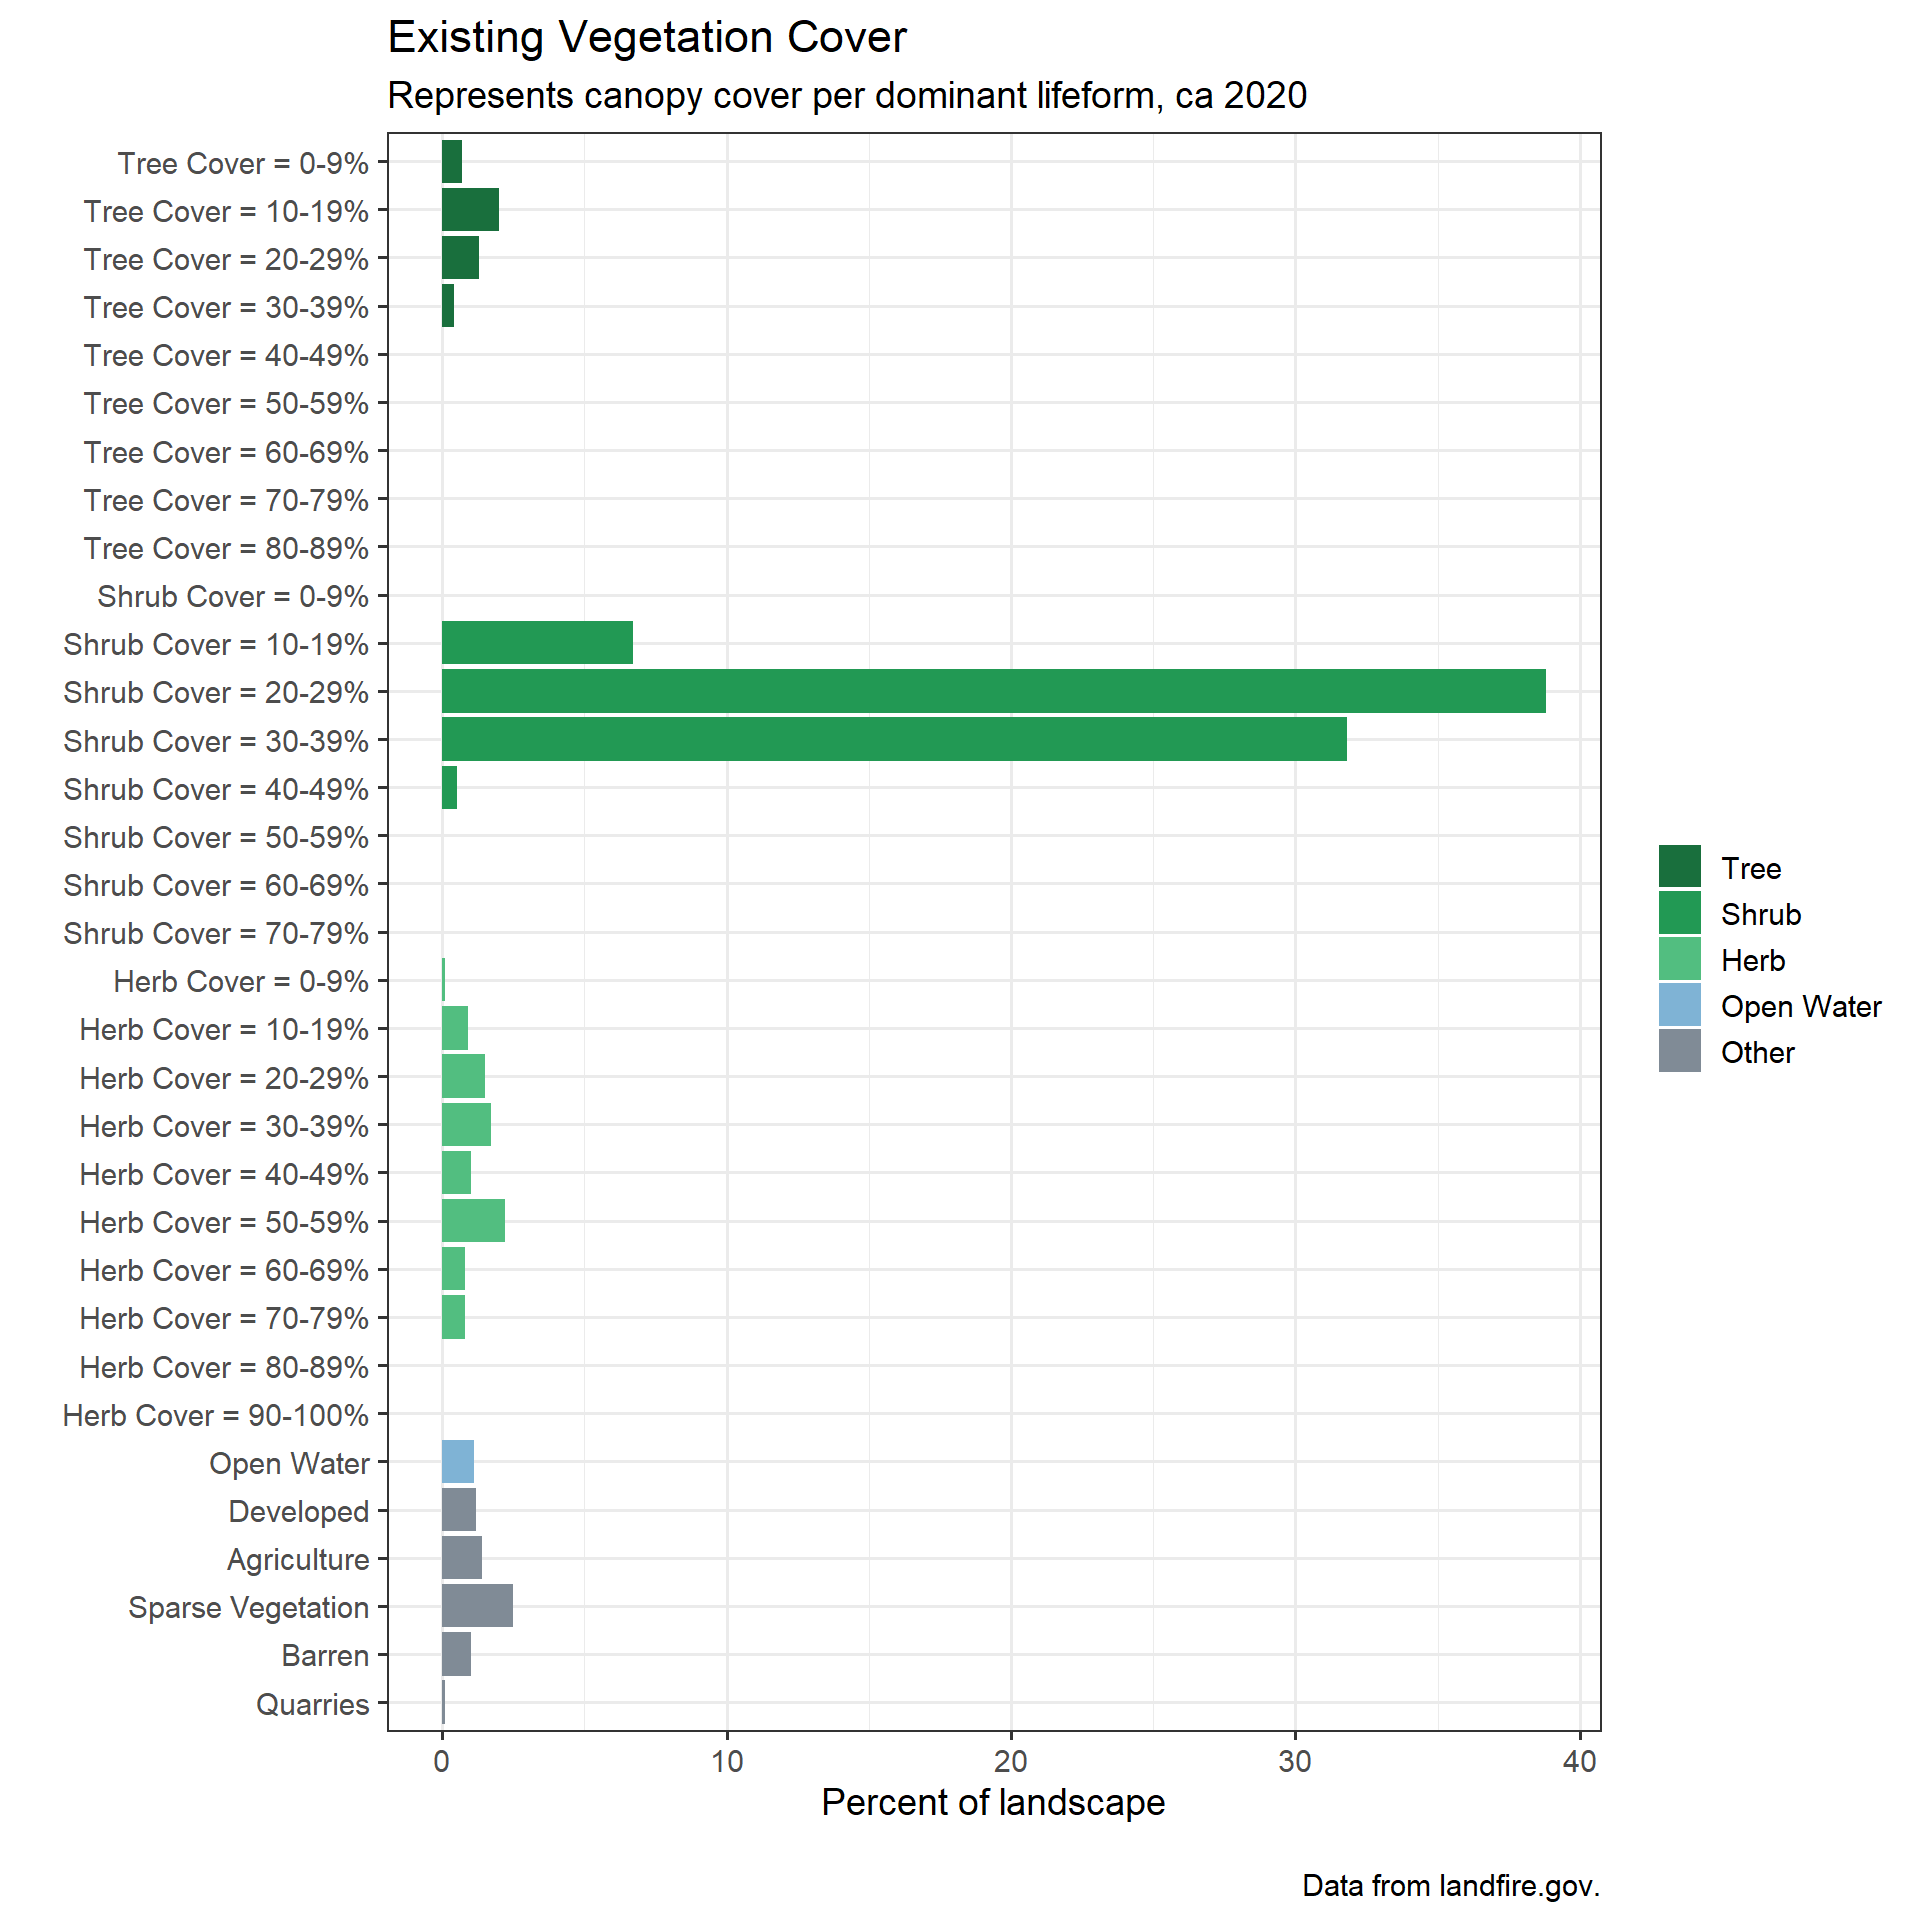 Existing Vegetation Cover
Represents canopy cover per dominant lifeform, ca 2020
Tree Cover = 0-9%
Tree Cover = 10-19%
Tree Cover = 20-29%
Tree Cover = 30-39%
Tree Cover = 40-49%
Tree Cover = 50-59%
Tree Cover = 60-69%
Tree Cover = 70-79%
Tree Cover = 80-89%
Shrub Cover = 0-9%
Shrub Cover = 10-19%
Shrub Cover = 20-29%
Shrub Cover = 30-39%
Shrub Cover = 40-49%
Shrub Cover = 50-59%
Shrub Cover = 60-69%
Shrub Cover = 70-79%
Herb Cover = 0-9%
Herb Cover = 10-19%
Herb Cover = 20-29%
Herb Cover = 30-39%
Herb Cover = 40-49%
Herb Cover = 50-59%
Herb Cover = 60-69%
Herb Cover = 70-79%
Herb Cover = 80-89%
Herb Cover = 90-100%
Open Water
Developed
Agriculture
Sparse Vegetation
Barren
Quarries
0 10 20 30 40
Percent of landscape
Tree
Shrub
Herb
Open Water
Other
Data from landfire.gov.